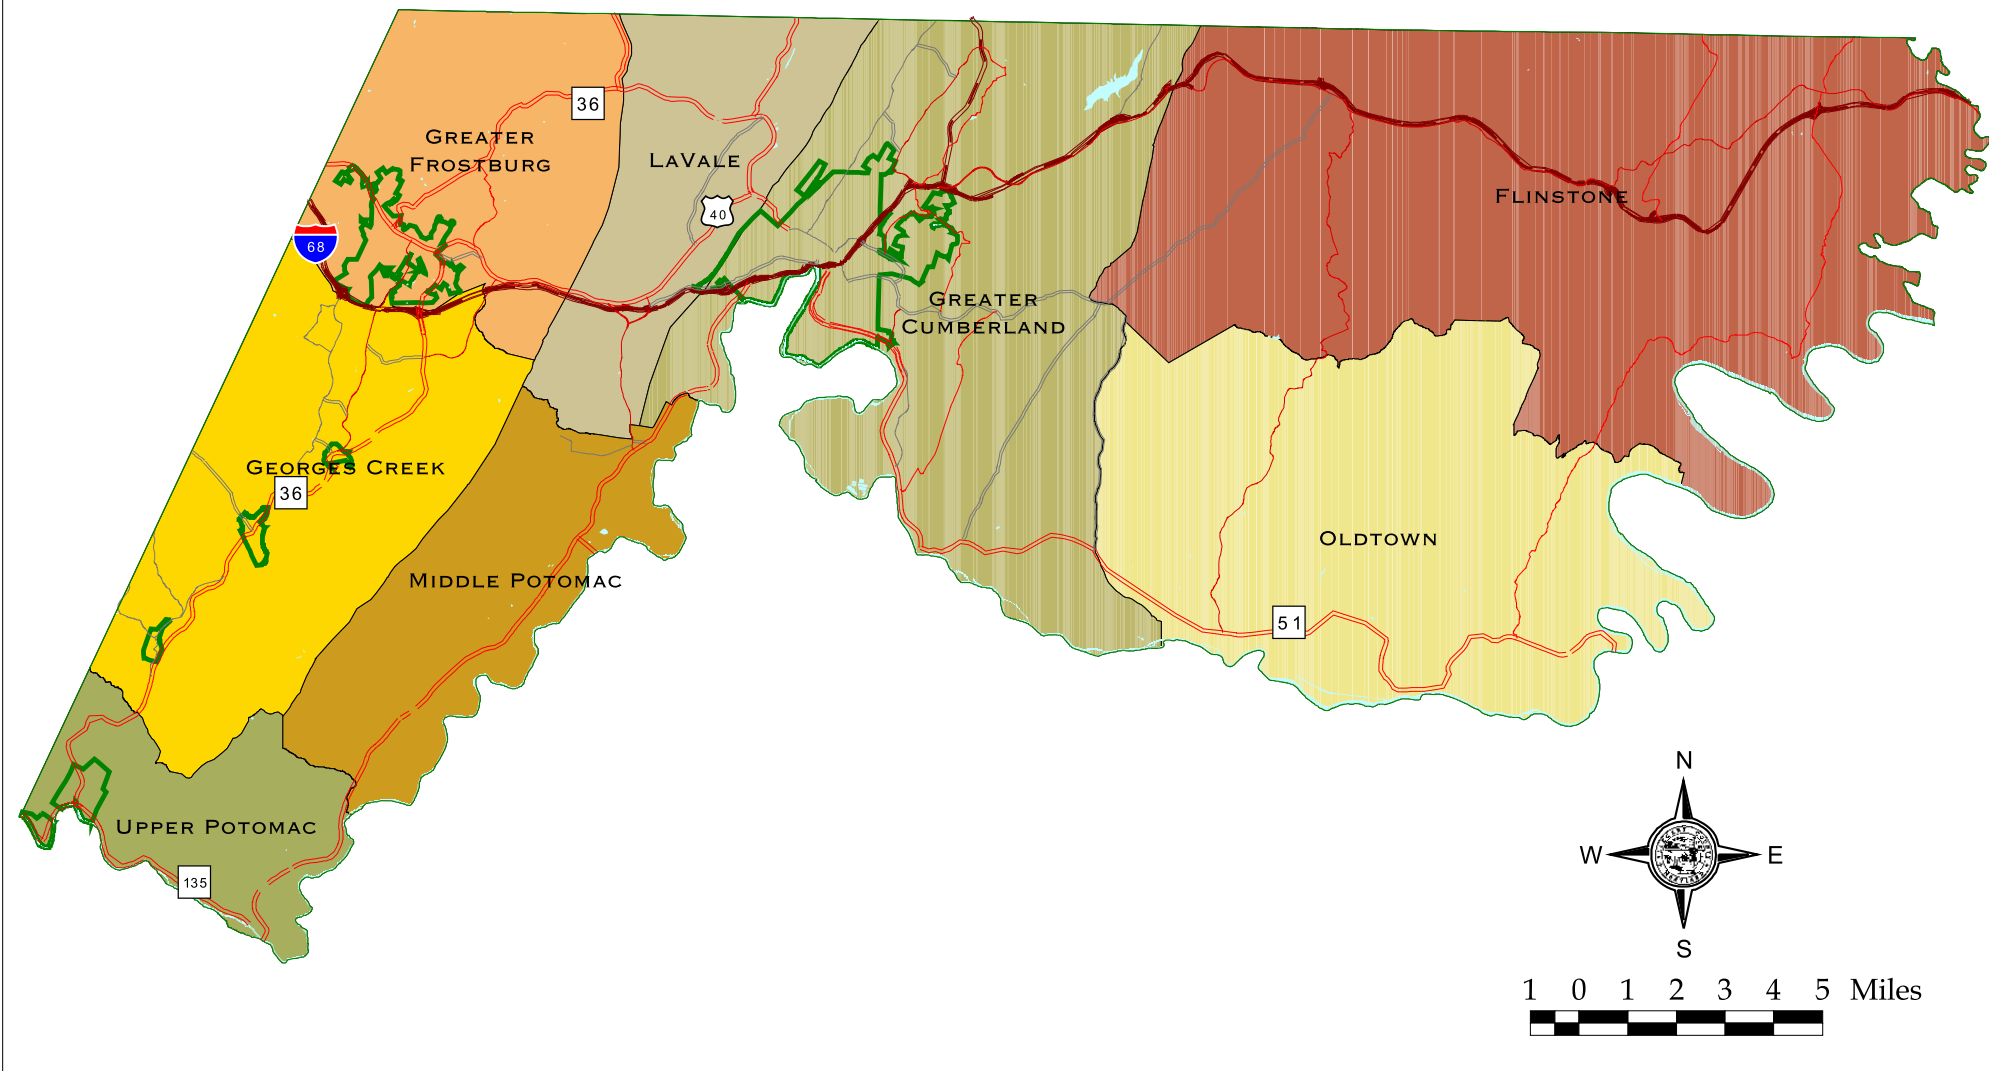 36
GREATER
FROSTBURG
LAVALE
40
FLINSTONE
68
GREATER
CUMBERLAND
GEORGES CREEK
36
OLDTOWN
MIDDLE POTOMAC
51
UPPER POTOMAC
135
N
W
E
S
1 0 1 2 3 4 5 Miles